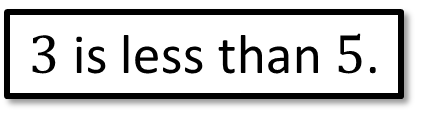 3 is less than 5.